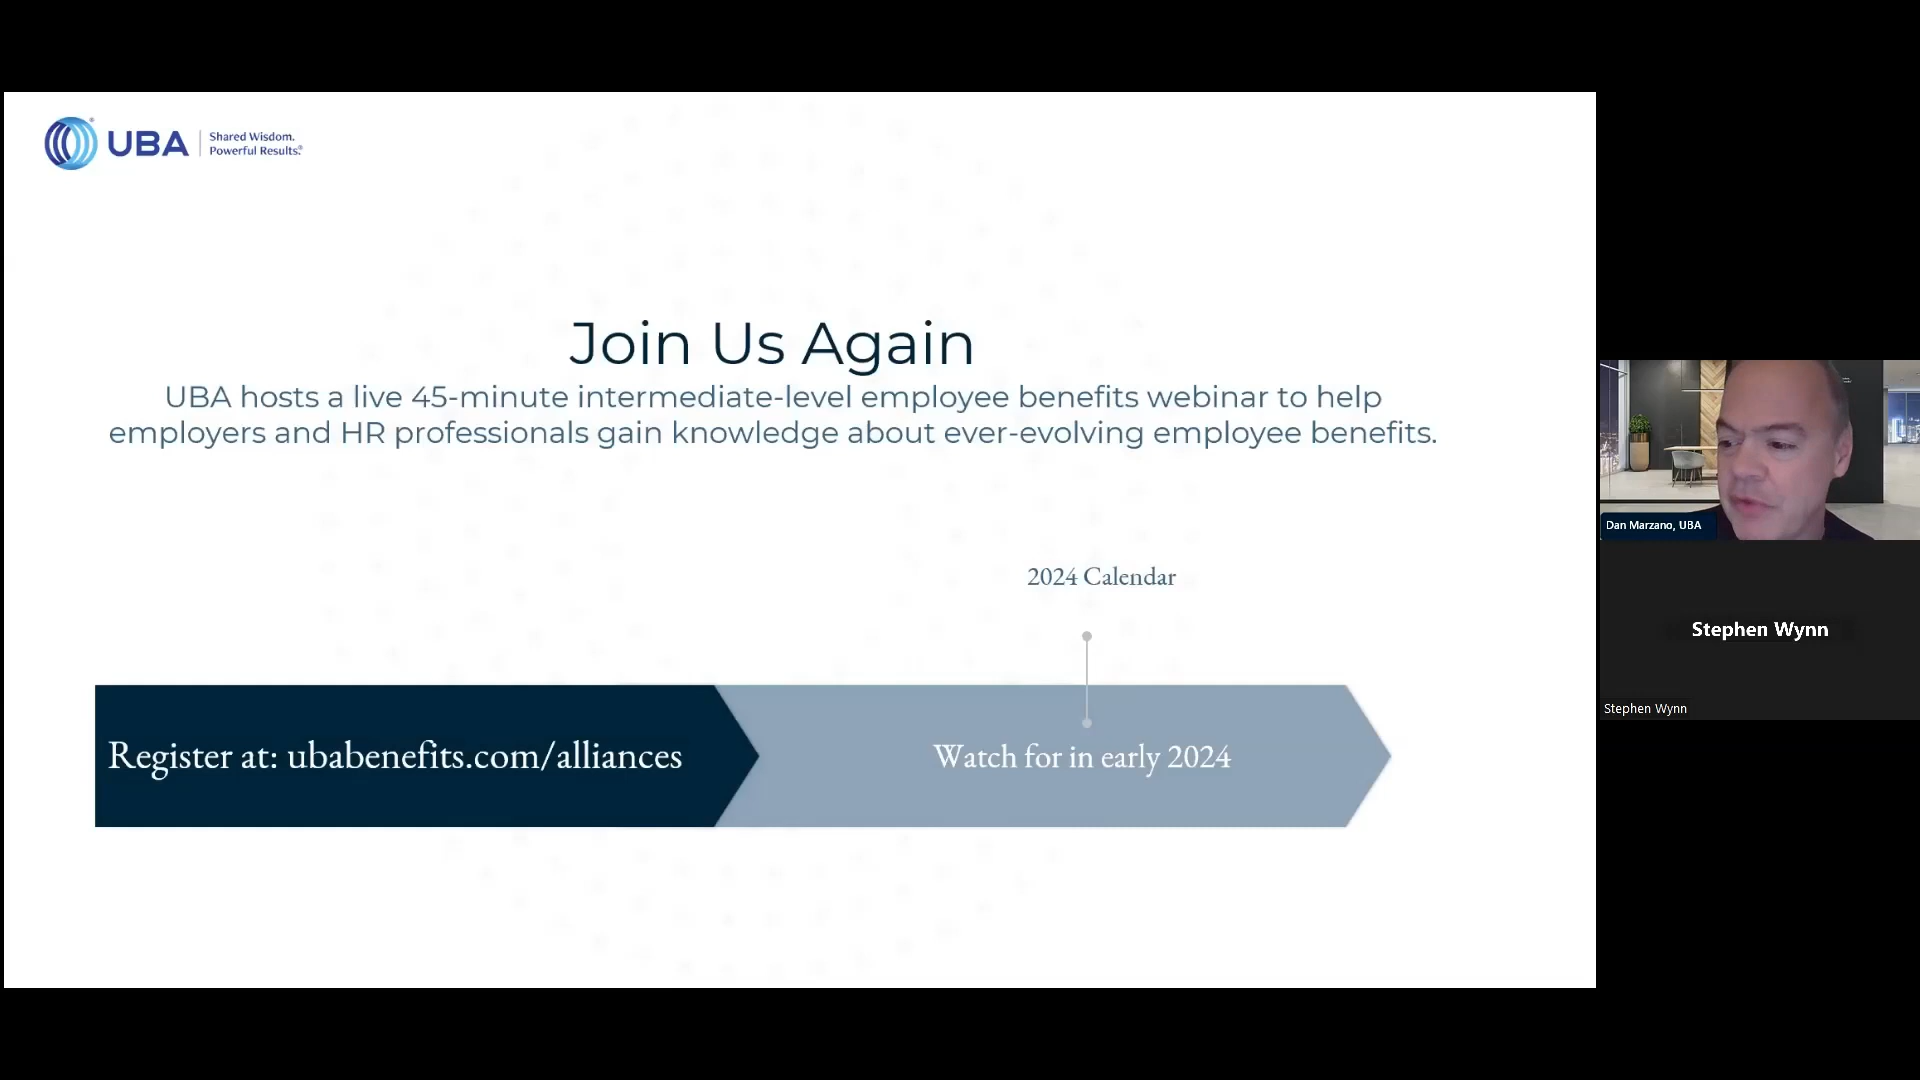 UBA
Shared Wisdom.
Powerful Results.®
Join Us Again
UBA hosts a live 45-minute intermediate-level employee benefits webinar to help
employers and HR professionals gain knowledge about ever-evolving employee benefits.
2024 Calendar
Register at: ubabenefits.com/alliances
Watch for in early 2024
Dan Marzano, UBA
Stephen Wynn
Stephen Wynn